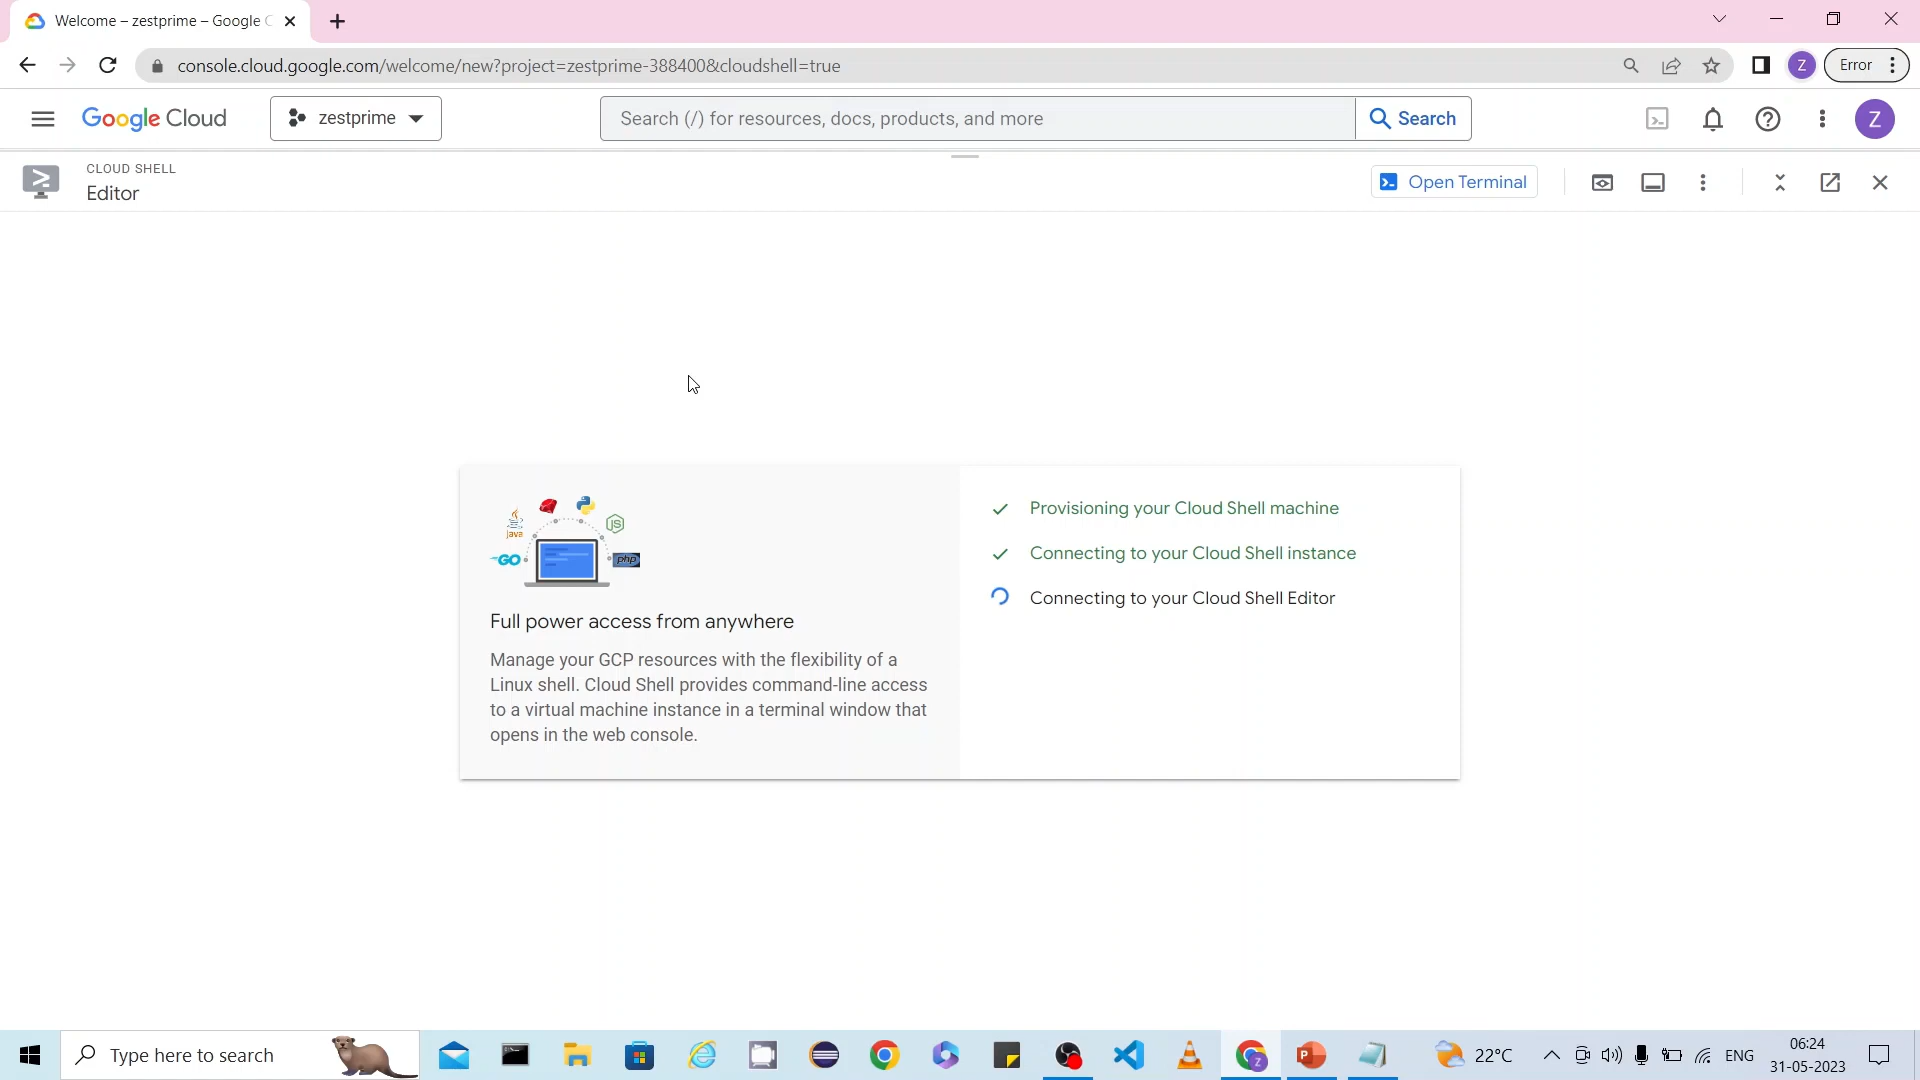 Welcome – zestprime – Google C
console.cloud.google.com/welcome/new?project=zestprime-388400&cloudshell=true
Z
Error
Google Cloud
zestprime
Search (/) for resources, docs, products, and more
Search
Z
CLOUD SHELL
Editor
Open Terminal
Java
GO
JS
php
Full power access from anywhere
Manage your GCP resources with the flexibility of a
Linux shell. Cloud Shell provides command-line access
to a virtual machine instance in a terminal window that
opens in the web console.
Provisioning your Cloud Shell machine
Connecting to your Cloud Shell instance
Connecting to your Cloud Shell Editor
Type here to search
Z
P
22°C
ENG
06:24
31-05-2023